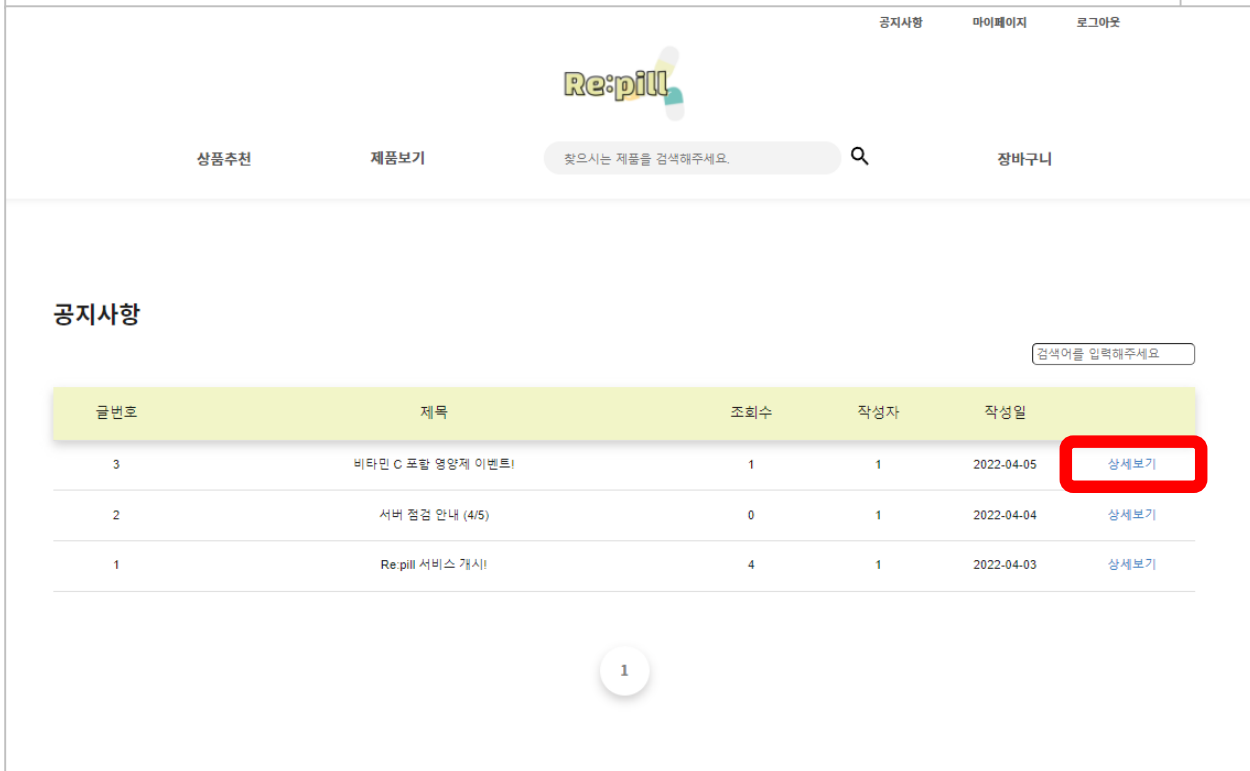 공지사항 마이페이지 로그아웃
Re:pill
상품추천 제품보기 찾으시는 제품을 검색해주세요. 장바구니
공지사항
검색어를 입력해주세요
글번호 제목 조회수 작성자 작성일
3 비타민 C 포함 영양제 이벤트! 1 1 2022-04-05 상세보기
2 서버 점검 안내 (4/5) 0 1 2022-04-04 상세보기
1 Re:pill 서비스 개시! 4 1 2022-04-03 상세보기
1